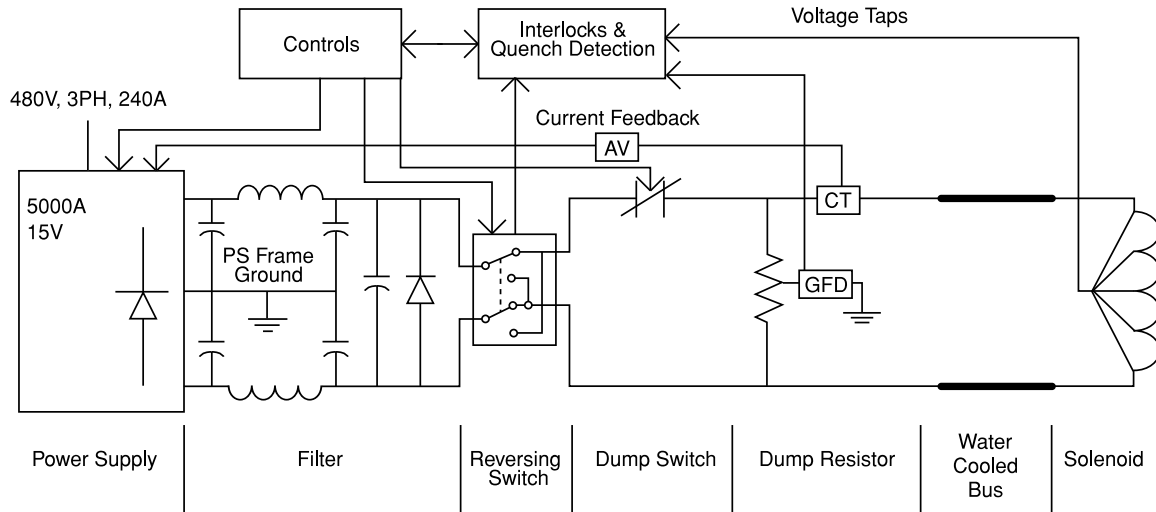 Controls
Interlocks &
Quench Detection
Voltage Taps
480V, 3PH, 240A
Current Feedback
AV
5000A
15V
PS Frame
Ground
CT
GFD
Power Supply
Filter
Reversing
Switch
Dump Switch
Dump Resistor
Water
Cooled
Bus
Solenoid